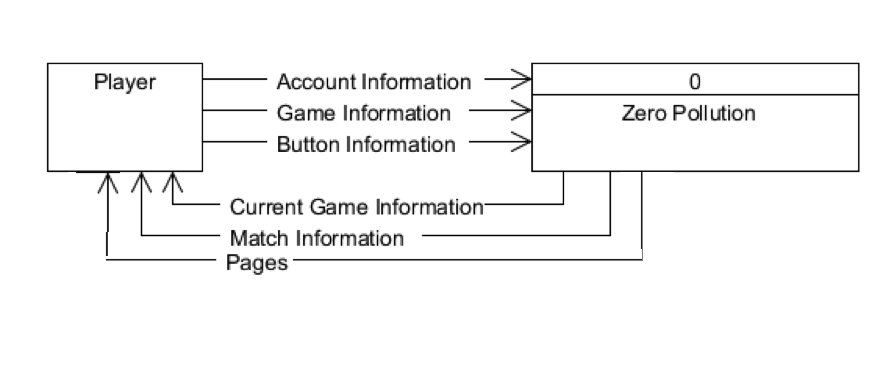 Player
Account Information
0
Game Information
Zero Pollution
Button Information
Current Game Information
Match Information
Pages